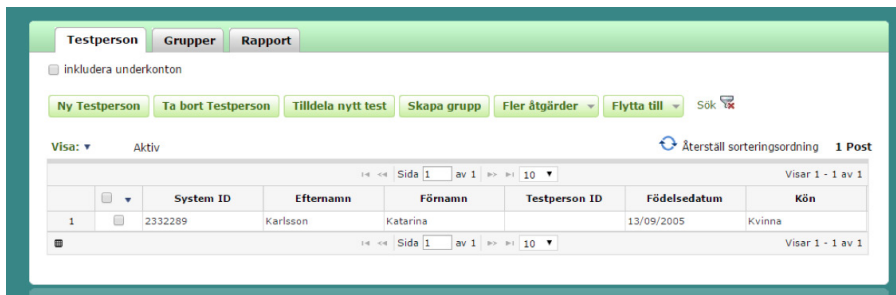 Testperson Grupper Rapport
inkludera underkonton
Ny Testperson Ta bort Testperson Tilldela nytt test Skapa grupp Fler åtgärder Flytta till Sök
Visa: Aktiv Återställ sorteringsordning 1 Post
Sida 1 av 1 10 Visar 1 - 1 av 1
System ID Efternamn Förnamn Testperson ID Födelsedatum Kön
1 2332289 Karlsson Katarina 13/09/2005 Kvinna
Sida 1 av 1 10 Visar 1 - 1 av 1